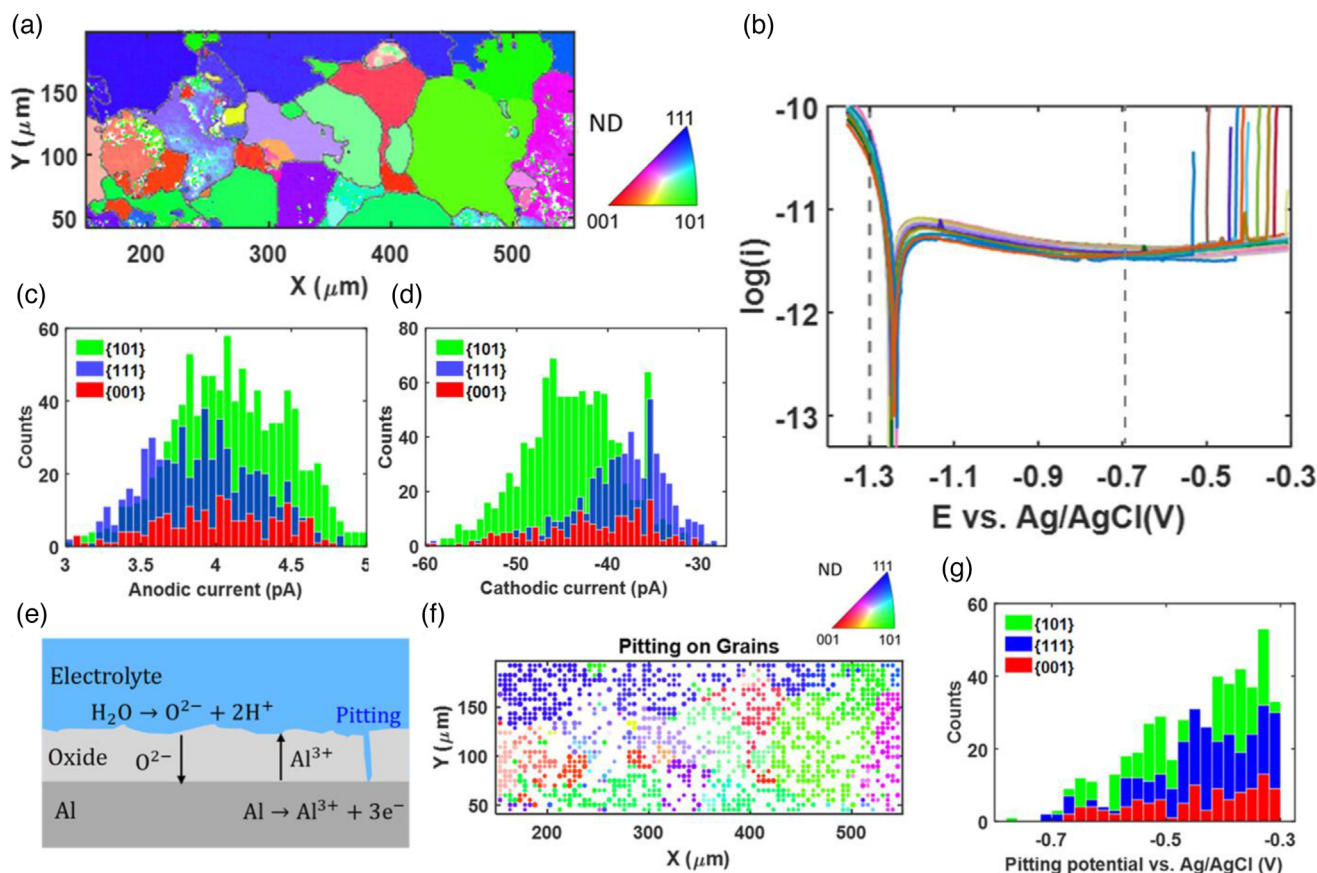 (a)
Y (μm)
150
100
50
200
300
400
500
X (μm)
ND
111
001
101
(b)
log(i)
-10
-11
-12
-13
-1.3
-1.1
-0.9
-0.7
-0.5
-0.3
E vs. Ag/AgCl(V)
(c)
Counts
60
40
20
0
{101}
{111}
{001}
3
3.5
4
4.5
5
Anodic current (pA)
(d)
Counts
80
60
40
20
0
{101}
{111}
{001}
-60
-50
-40
-30
Cathodic current (pA)
(e)
Electrolyte
H₂O → O²⁻ + 2H⁺
Pitting
Oxide
O²⁻
Al³⁺
Al
Al → Al³⁺ + 3e⁻
(f)
ND
111
001
101
Pitting on Grains
Y (μm)
150
100
50
200
300
400
500
X (μm)
(g)
Counts
60
40
20
0
{101}
{111}
{001}
-0.7
-0.5
-0.3
Pitting potential vs. Ag/AgCl (V)